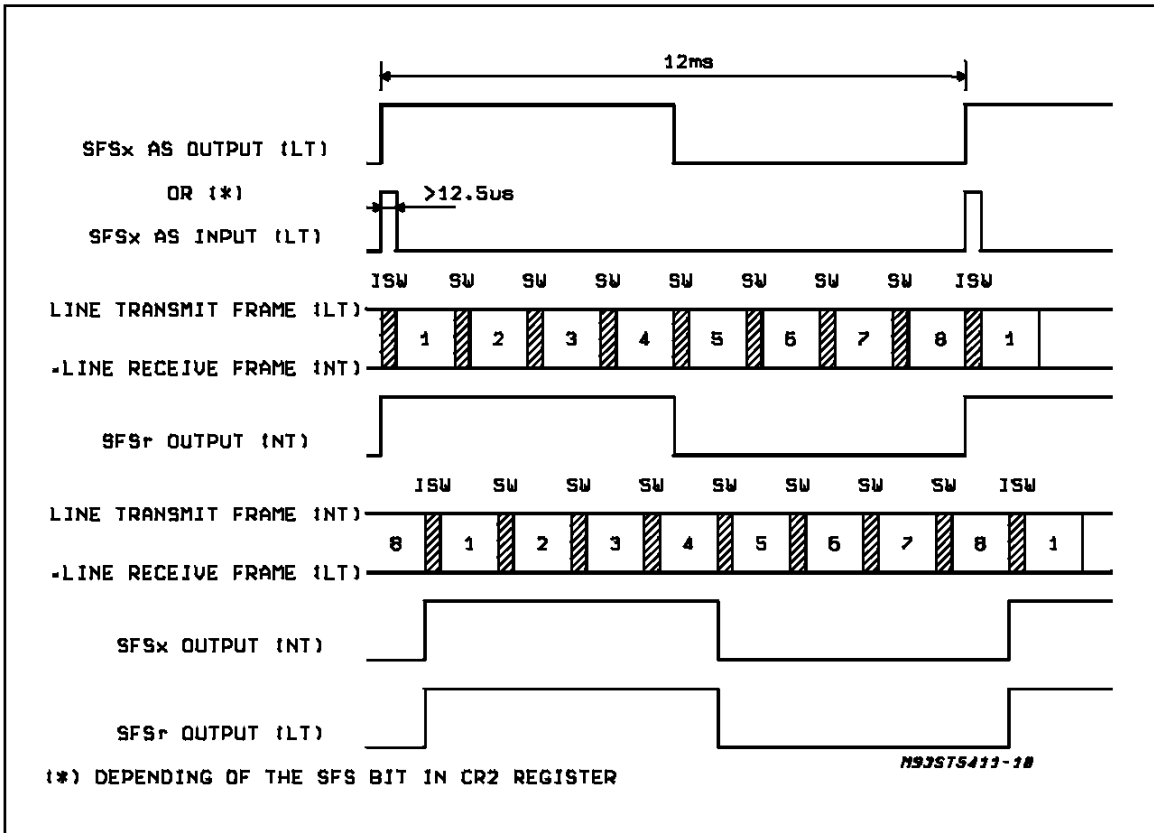 12ms
SFSx AS OUTPUT (LT)
OR (*)
>12.5us
SFSx AS INPUT (LT)
ISW SW SW SW SW SW SW SW ISW
LINE TRANSMIT FRAME (LT)
1 2 3 4 5 6 7 8 1
=LINE RECEIVE FRAME (NT)
SFSr OUTPUT (NT)
ISW SW SW SW SW SW SW SW ISW
LINE TRANSMIT FRAME (NT)
8 1 2 3 4 5 6 7 8 1
=LINE RECEIVE FRAME (LT)
SFSx OUTPUT (NT)
SFSr OUTPUT (LT)
M93ST5411-18
(*) DEPENDING OF THE SFS BIT IN CR2 REGISTER